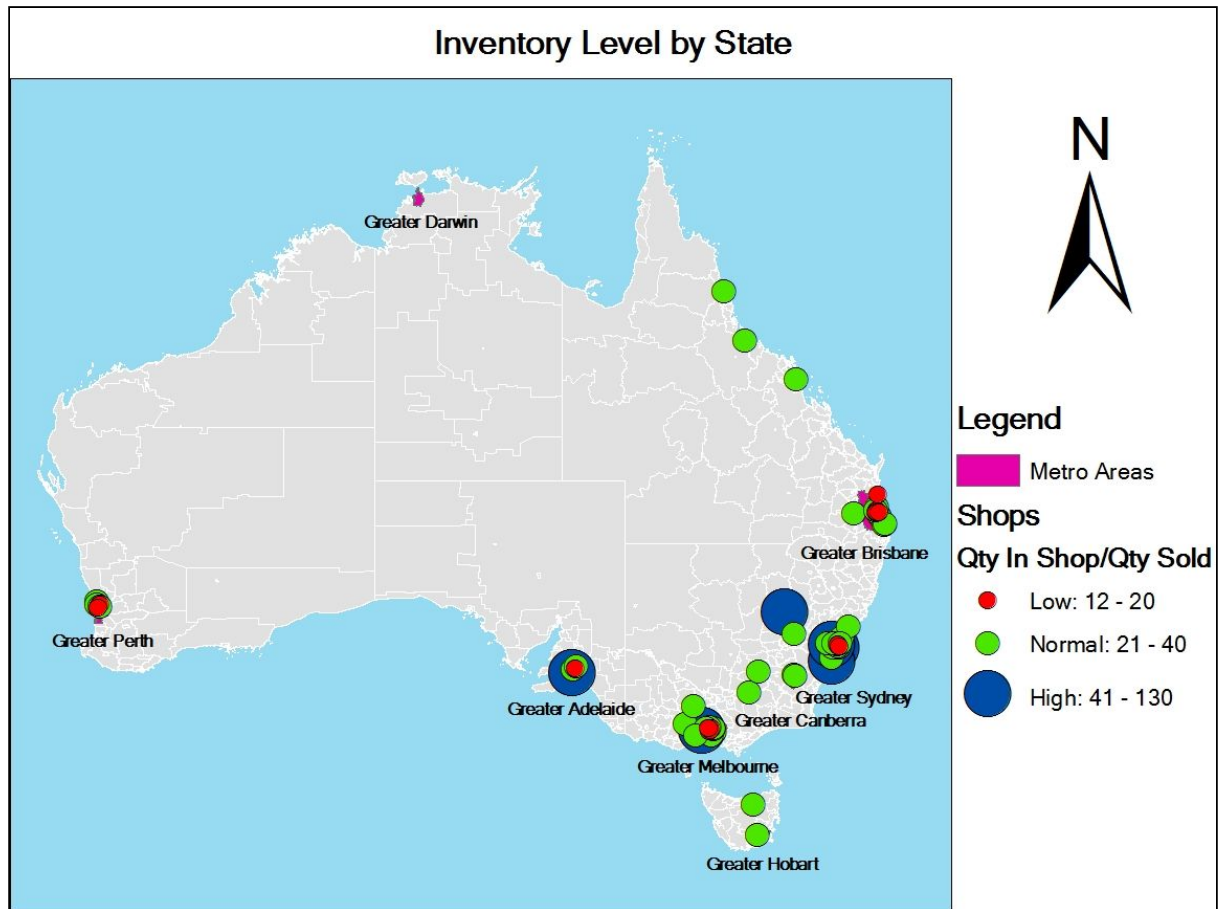 Inventory Level by State
Greater Darwin
Greater Brisbane
Greater Perth
Greater Adelaide
Greater Sydney
Greater Canberra
Greater Melbourne
Greater Hobart
N
Legend
Metro Areas
Shops
Qty In Shop/Qty Sold
Low: 12 - 20
Normal: 21 - 40
High: 41 - 130